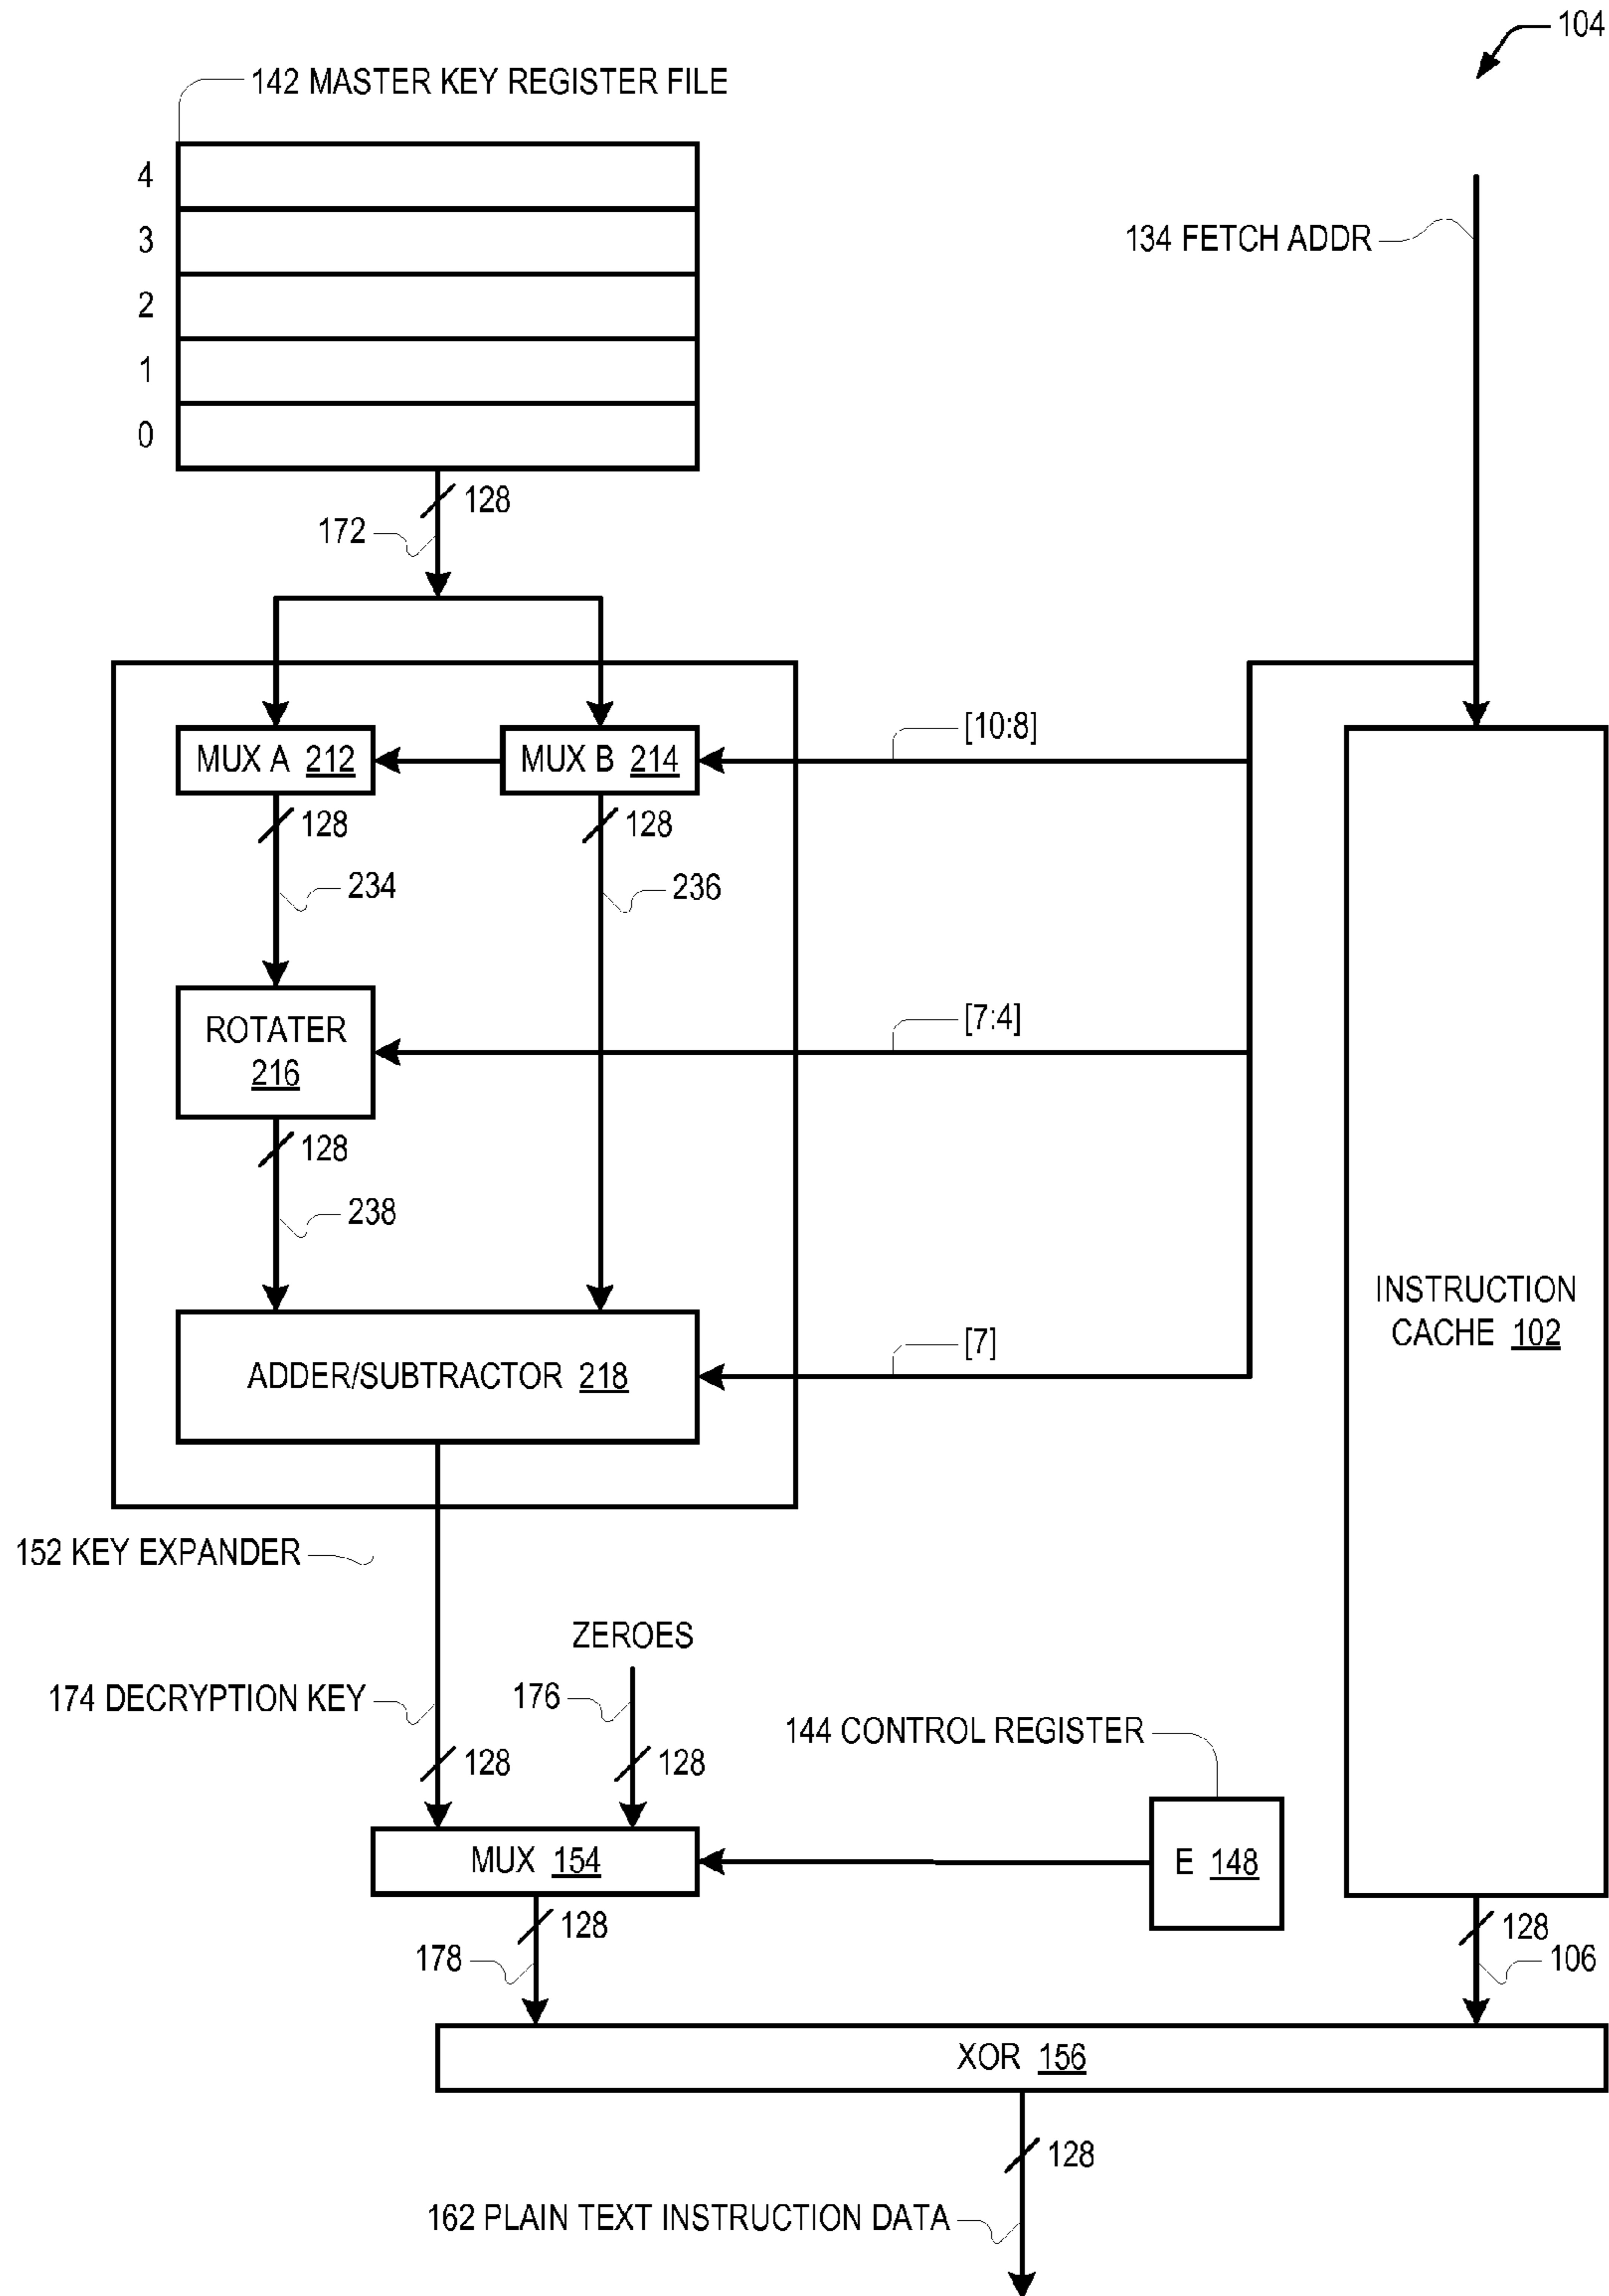 104
142 MASTER KEY REGISTER FILE
4
3
134 FETCH ADDR
2
1
0
128
172
[10:8]
MUX A 212
MUX B 214
128
128
234
236
[7:4]
ROTATER
216
128
238
INSTRUCTION
CACHE 102
[7]
ADDER/SUBTRACTOR 218
152 KEY EXPANDER
ZEROES
174 DECRYPTION KEY
176
144 CONTROL REGISTER
128
128
MUX 154
E 148
128
178
128
106
XOR 156
128
162 PLAIN TEXT INSTRUCTION DATA